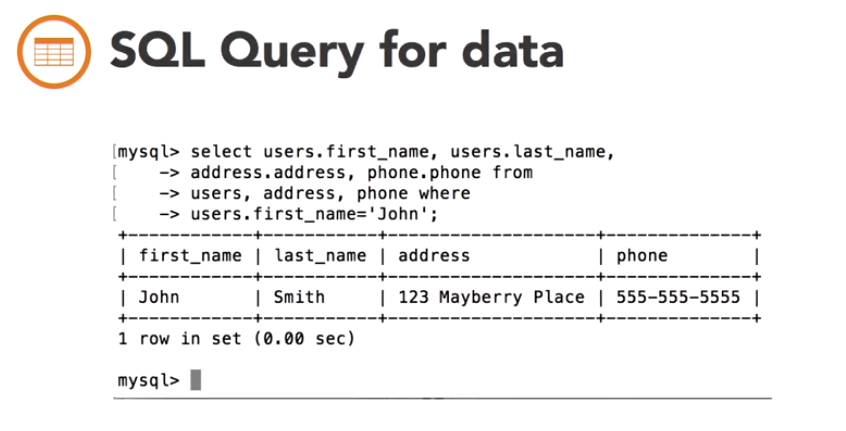 SQL Query for data
[mysql> select users.first_name, users.last_name,
[    -> address.address, phone.phone from
[    -> users, address, phone where
[    -> users.first_name='John';
+------------+-----------+--------------------+--------------+
| first_name | last_name | address            | phone        |
+------------+-----------+--------------------+--------------+
| John       | Smith     | 123 Mayberry Place | 555-555-5555 |
+------------+-----------+--------------------+--------------+
1 row in set (0.00 sec)
mysql>